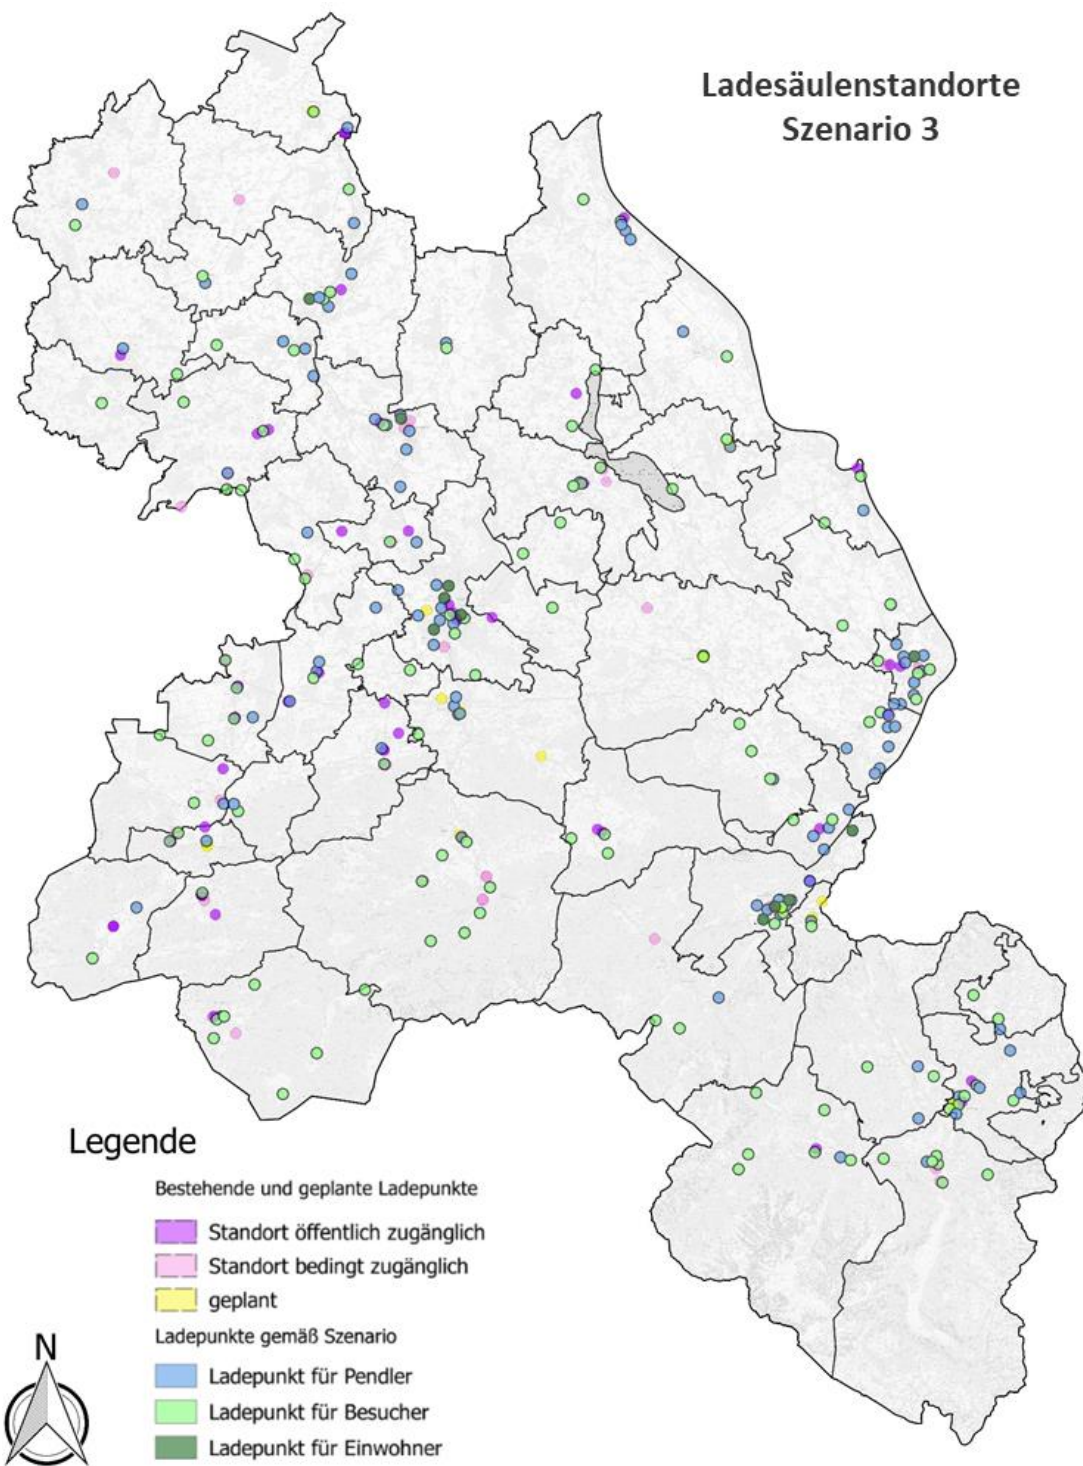 Ladesäulenstandorte
Szenario 3
Legende
Bestehende und geplante Ladepunkte
Standort öffentlich zugänglich
Standort bedingt zugänglich
geplant
Ladepunkte gemäß Szenario
Ladepunkt für Pendler
Ladepunkt für Besucher
Ladepunkt für Einwohner
N